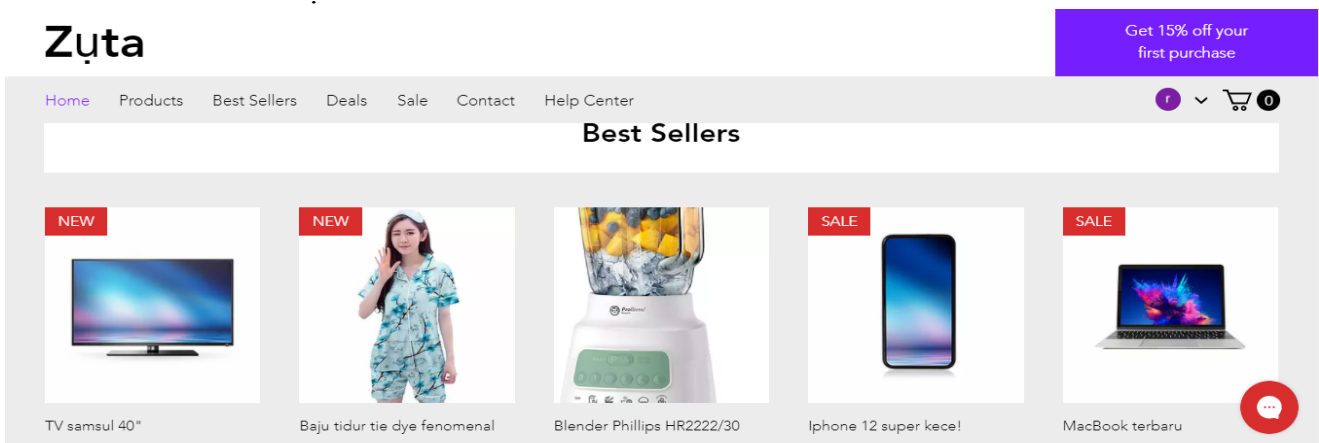 Zụta
Get 15% off your
first purchase
Home Products Best Sellers Deals Sale Contact Help Center
r
0
Best Sellers
NEW
NEW
SALE
SALE
TV samsul 40"
Baju tidur tie dye fenomenal
Blender Phillips HR2222/30
Iphone 12 super kece!
MacBook terbaru